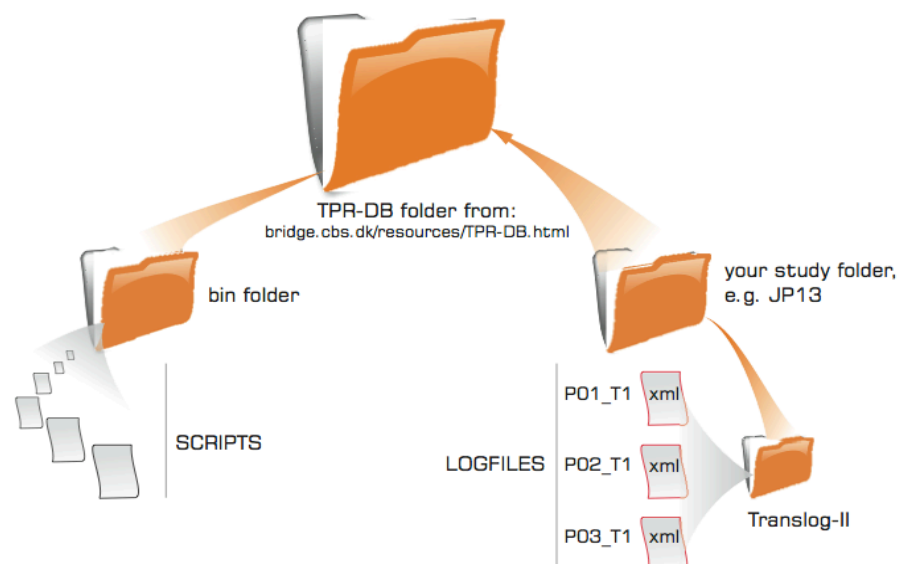 TPR-DB folder from:
bridge.cbs.dk/resources/TPR-DB.html
bin folder
your study folder,
e.g. JP13
SCRIPTS
LOGFILES
P01_T1
xml
P02_T1
xml
P03_T1
xml
Translog-II